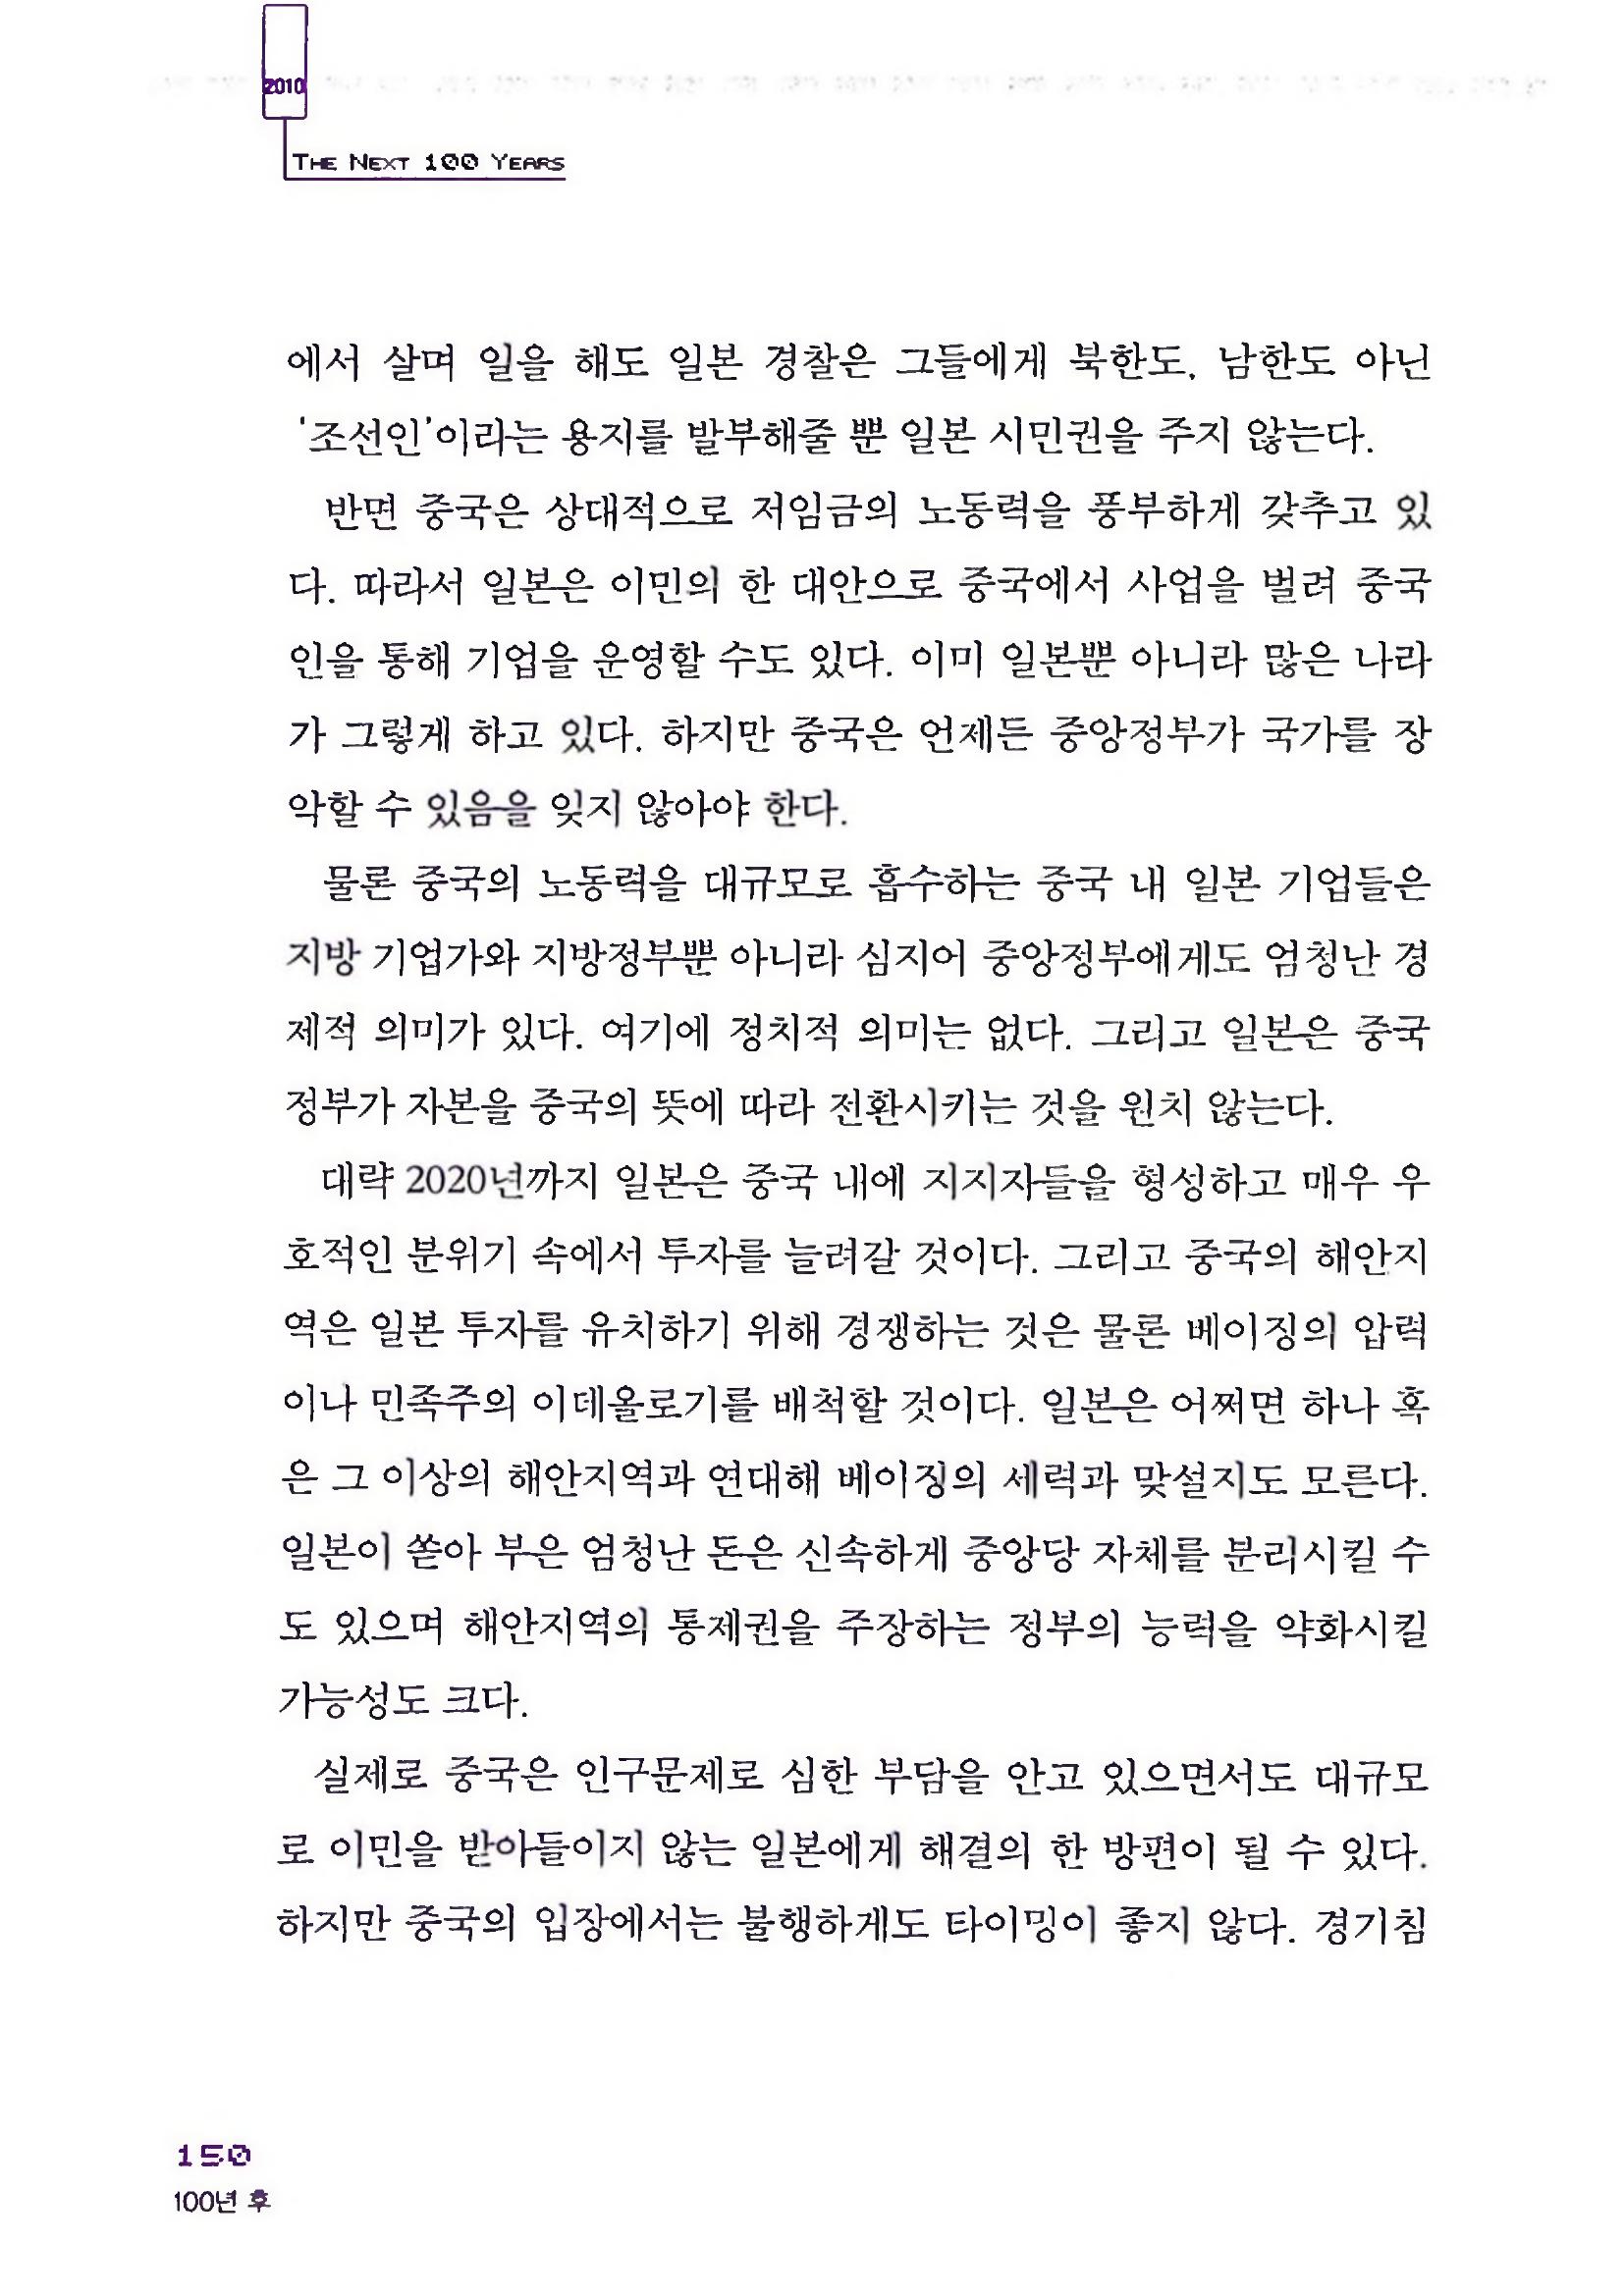 2010
THE NEXT 100 YEARS
에서 살며 일을 해도 일본 경찰은 그들에게 북한도, 남한도 아닌
'조선인'이라는 용지를 발부해줄 뿐 일본 시민권을 주지 않는다.
반면 중국은 상대적으로 저임금의 노동력을 풍부하게 갖추고 있
다. 따라서 일본은 이민의 한 대안으로 중국에서 사업을 벌려 중국
인을 통해 기업을 운영할 수도 있다. 이미 일본뿐 아니라 많은 나라
가 그렇게 하고 있다. 하지만 중국은 언제든 중앙정부가 국가를 장
악할 수 있음을 잊지 않아야 한다.
물론 중국의 노동력을 대규모로 흡수하는 중국 내 일본 기업들은
지방 기업가와 지방정부뿐 아니라 심지어 중앙정부에게도 엄청난 경
제적 의미가 있다. 여기에 정치적 의미는 없다. 그리고 일본은 중국
정부가 자본을 중국의 뜻에 따라 전환시키는 것을 원치 않는다.
대략 2020년까지 일본은 중국 내에 지지자들을 형성하고 매우 우
호적인 분위기 속에서 투자를 늘려갈 것이다. 그리고 중국의 해안지
역은 일본 투자를 유치하기 위해 경쟁하는 것은 물론 베이징의 압력
이나 민족주의 이데올로기를 배척할 것이다. 일본은 어쩌면 하나 혹
은 그 이상의 해안지역과 연대해 베이징의 세력과 맞설지도 모른다.
일본이 쏟아 부은 엄청난 돈은 신속하게 중앙당 자체를 분리시킬 수
도 있으며 해안지역의 통제권을 주장하는 정부의 능력을 약화시킬
가능성도 크다.
실제로 중국은 인구문제로 심한 부담을 안고 있으면서도 대규모
로 이민을 받아들이지 않는 일본에게 해결의 한 방편이 될 수 있다.
하지만 중국의 입장에서는 불행하게도 타이밍이 좋지 않다. 경기침
150
100년 후